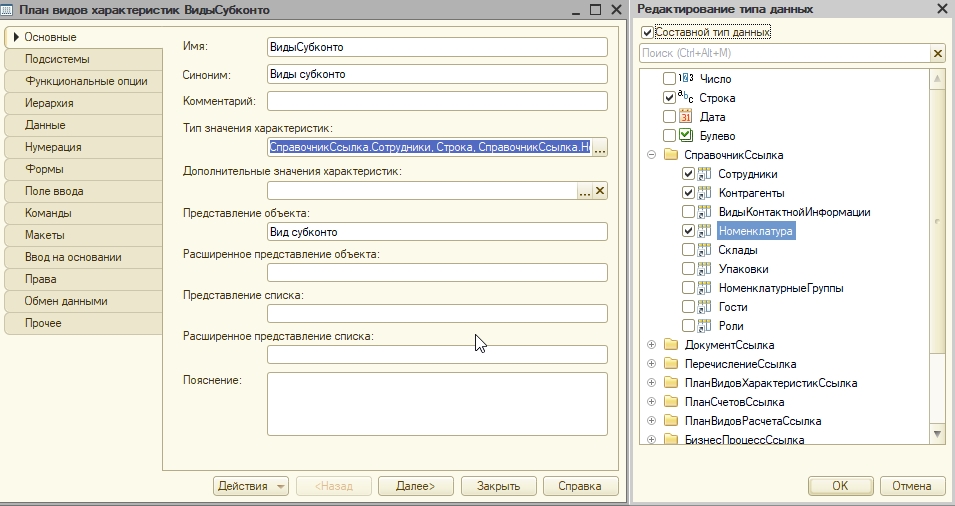 План видов характеристик ВидыСубконто
Основные
Подсистемы
Функциональные опции
Иерархия
Данные
Нумерация
Формы
Поле ввода
Команды
Макеты
Ввод на основании
Права
Обмен данными
Прочее
Имя:
ВидыСубконто
Синоним:
Виды субконто
Комментарий:
Тип значения характеристик:
СправочникСсылка.Сотрудники, Строка, СправочникСсылка.Н
...
Дополнительные значения характеристик:
...
Представление объекта:
Вид субконто
Расширенное представление объекта:
Представление списка:
Расширенное представление списка:
Пояснение:
Действия
<Назад
Далее>
Закрыть
Справка
Редактирование типа данных
Составной тип данных
Поиск (Ctrl+Alt+M)
Число
Строка
Дата
Булево
СправочникСсылка
Сотрудники
Контрагенты
ВидыКонтактнойИнформации
Номенклатура
Склады
Упаковки
НоменклатурныеГруппы
Гости
Роли
ДокументСсылка
ПеречислениеСсылка
ПланВидовХарактеристикСсылка
ПланСчетовСсылка
ПланВидовРасчетаСсылка
БизнесПроцессСсылка
OK
Отмена